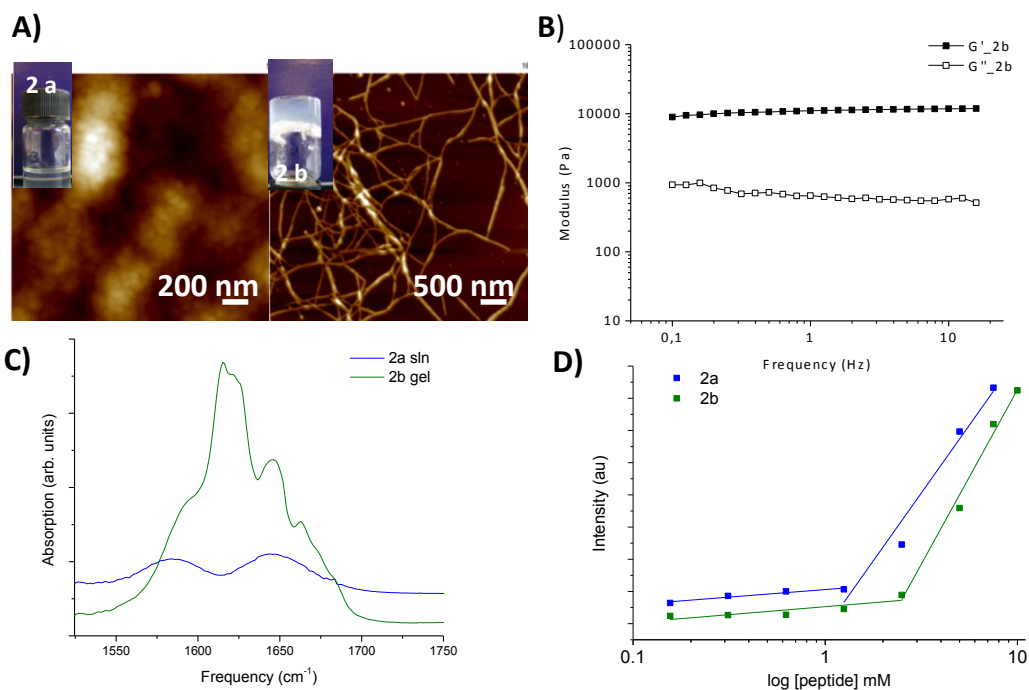 A)
2 a
2 b
200 nm
500 nm
B)
G'_2b
G"_2b
100000
10000
1000
100
10
0,1
1
10
Modulus (Pa)
Frequency (Hz)
C)
2a sln
2b gel
Absorption (arb. units)
1550
1600
1650
1700
1750
Frequency (cm⁻¹)
D)
2a
2b
Intensity (au)
0.1
1
10
log [peptide] mM